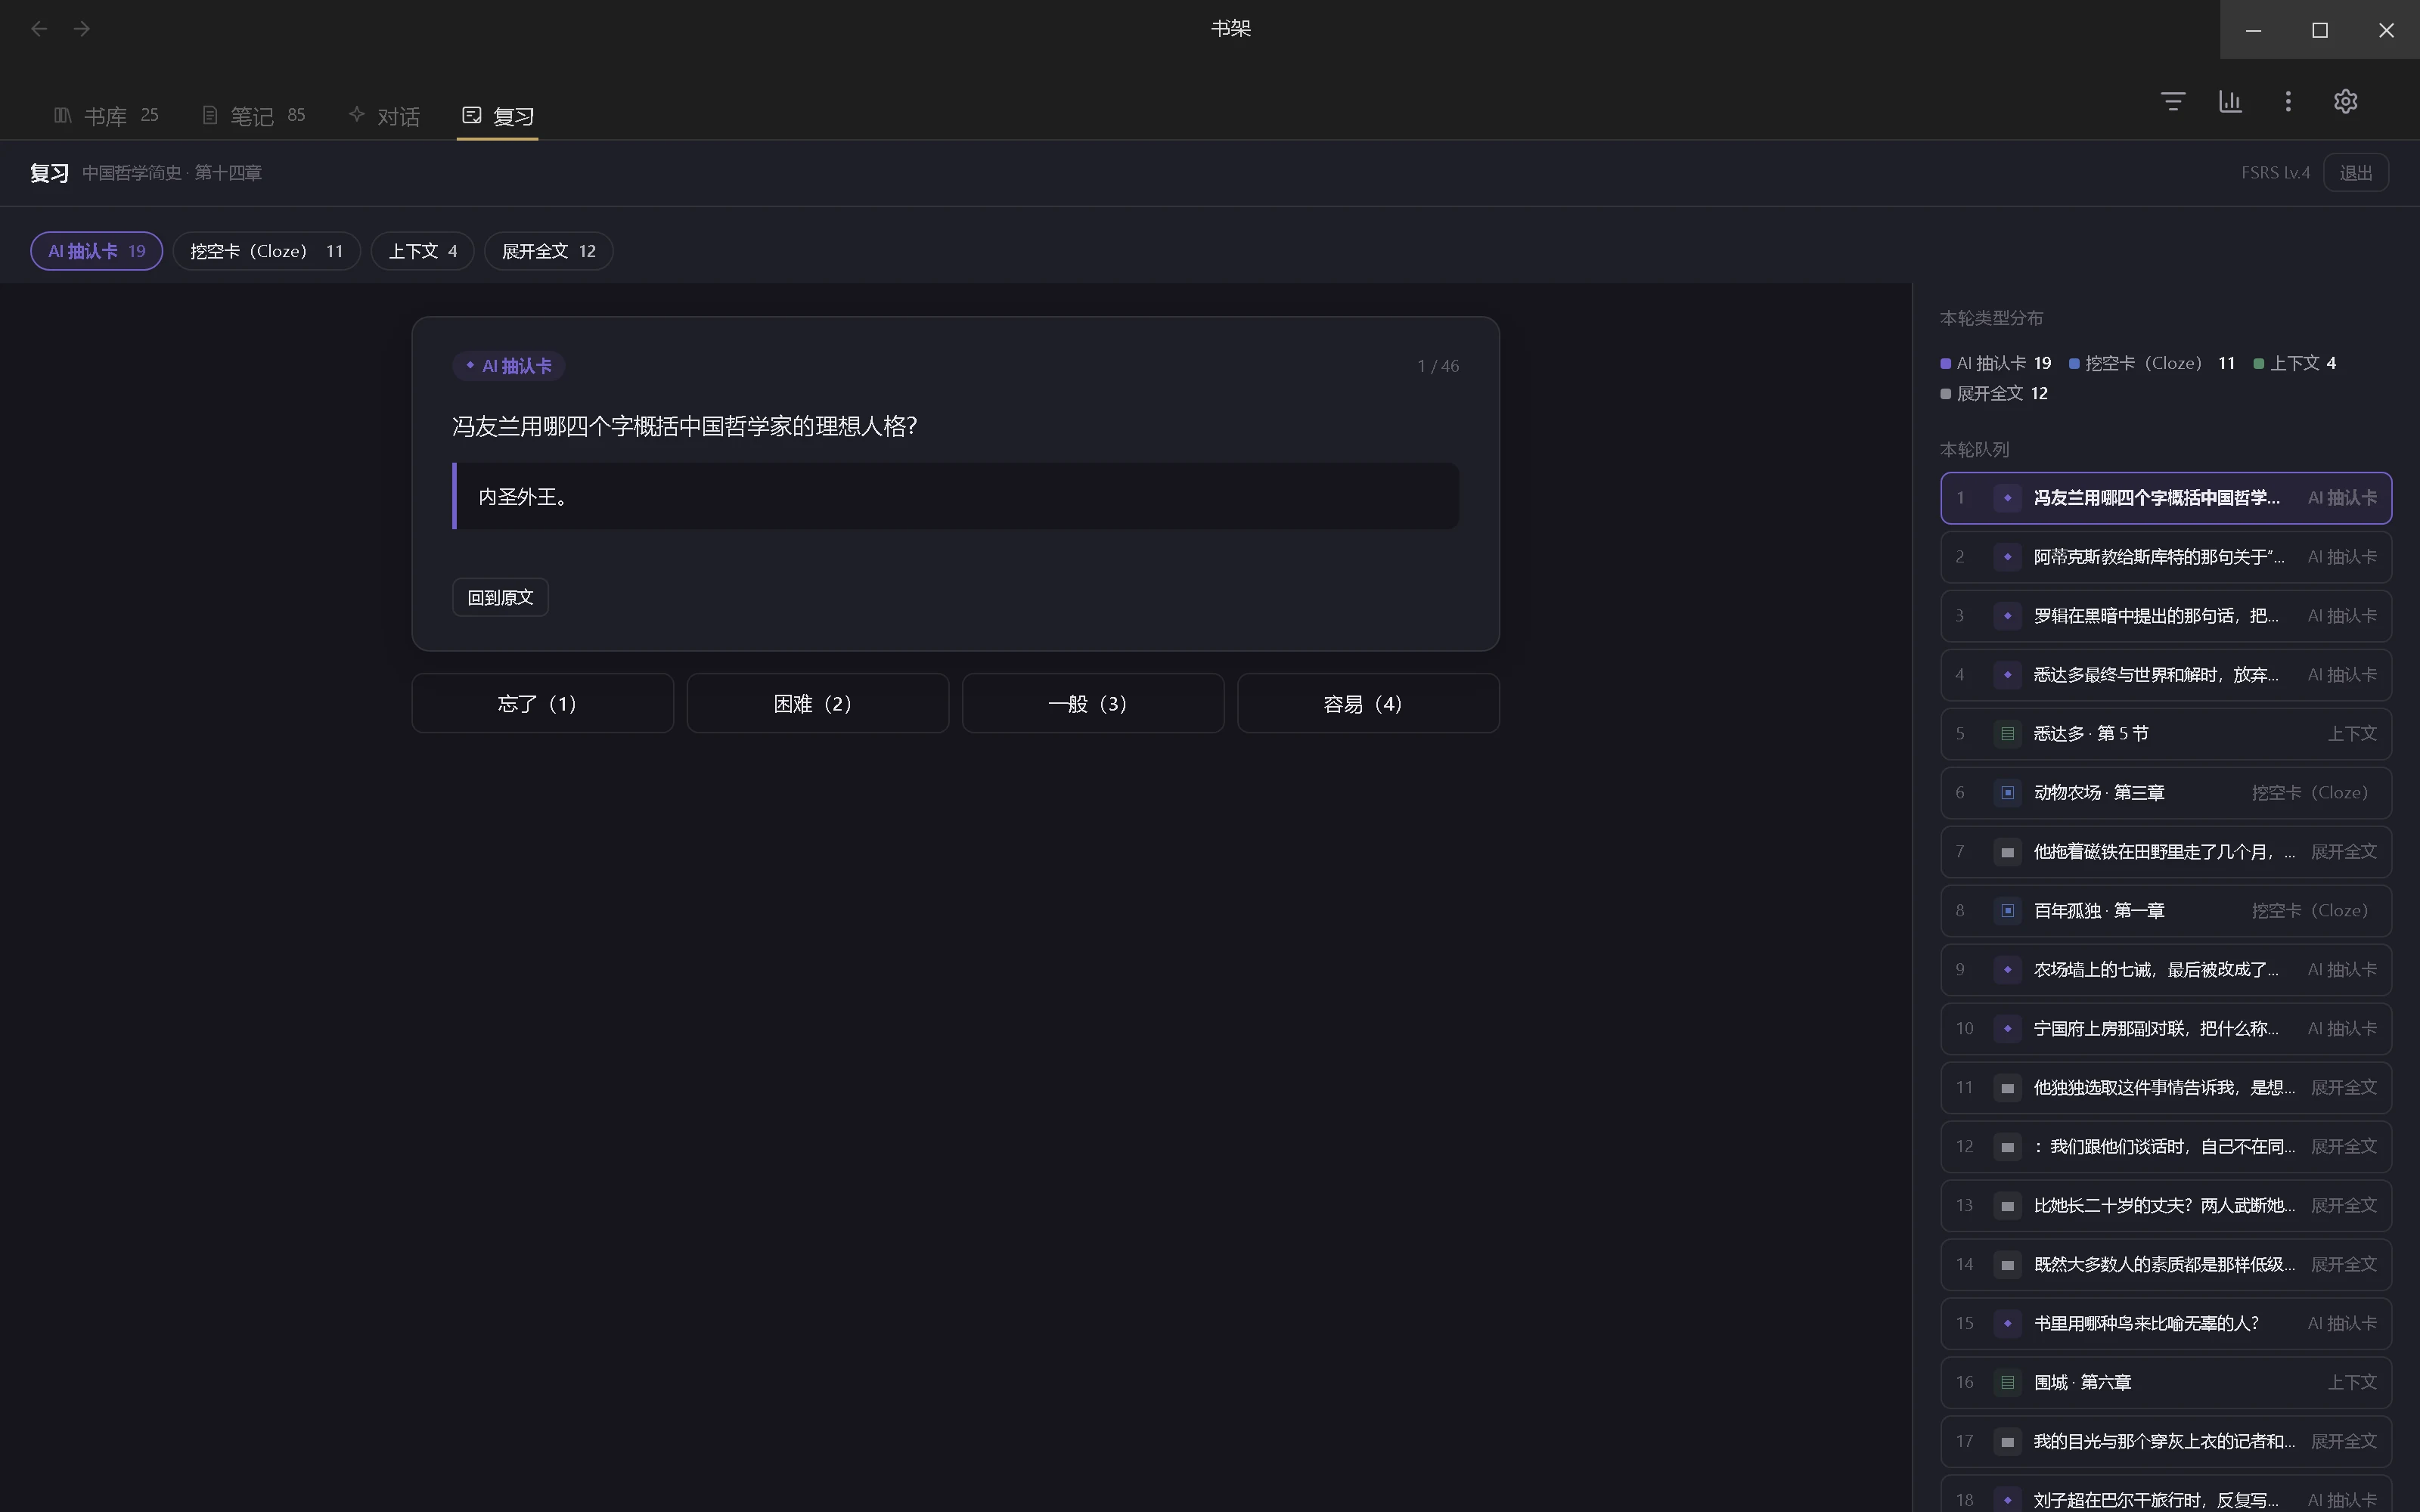 书架
书库 25 笔记 85 对话 复习
复习 中国哲学简史 · 第十四章 FSRS Lv.4 退出
AI 抽认卡 19 挖空卡（Cloze） 11 上下文 4 展开全文 12
AI 抽认卡 1 / 46
冯友兰用哪四个字概括中国哲学家的理想人格？
内圣外王。
回到原文
忘了（1） 困难（2） 一般（3） 容易（4）
本轮类型分布
AI 抽认卡 19 挖空卡（Cloze） 11 上下文 4
展开全文 12
本轮队列
1 冯友兰用哪四个字概括中国哲学... AI 抽认卡
2 阿蒂克斯教给斯库特的那句关于“... AI 抽认卡
3 罗辑在黑暗中提出的那句话，把... AI 抽认卡
4 悉达多最终与世界和解时，放弃... AI 抽认卡
5 悉达多 · 第 5 节 上下文
6 动物农场 · 第三章 挖空卡（Cloze）
7 他拖着磁铁在田野里走了几个月，... 展开全文
8 百年孤独 · 第一章 挖空卡（Cloze）
9 农场墙上的七诫，最后被改成了... AI 抽认卡
10 宁国府上房那副对联，把什么称... AI 抽认卡
11 他独独选取这件事情告诉我，是想... 展开全文
12 ：我们跟他们谈话时，自己不在同... 展开全文
13 比她长二十岁的丈夫？两人武断她... 展开全文
14 既然大多数人的素质都是那样低级... 展开全文
15 书里用哪种鸟来比喻无辜的人？ AI 抽认卡
16 围城 · 第六章 上下文
17 我的目光与那个穿灰上衣的记者和... 展开全文
18 刘子超在巴尔干旅行时，反复写... AI 抽认卡